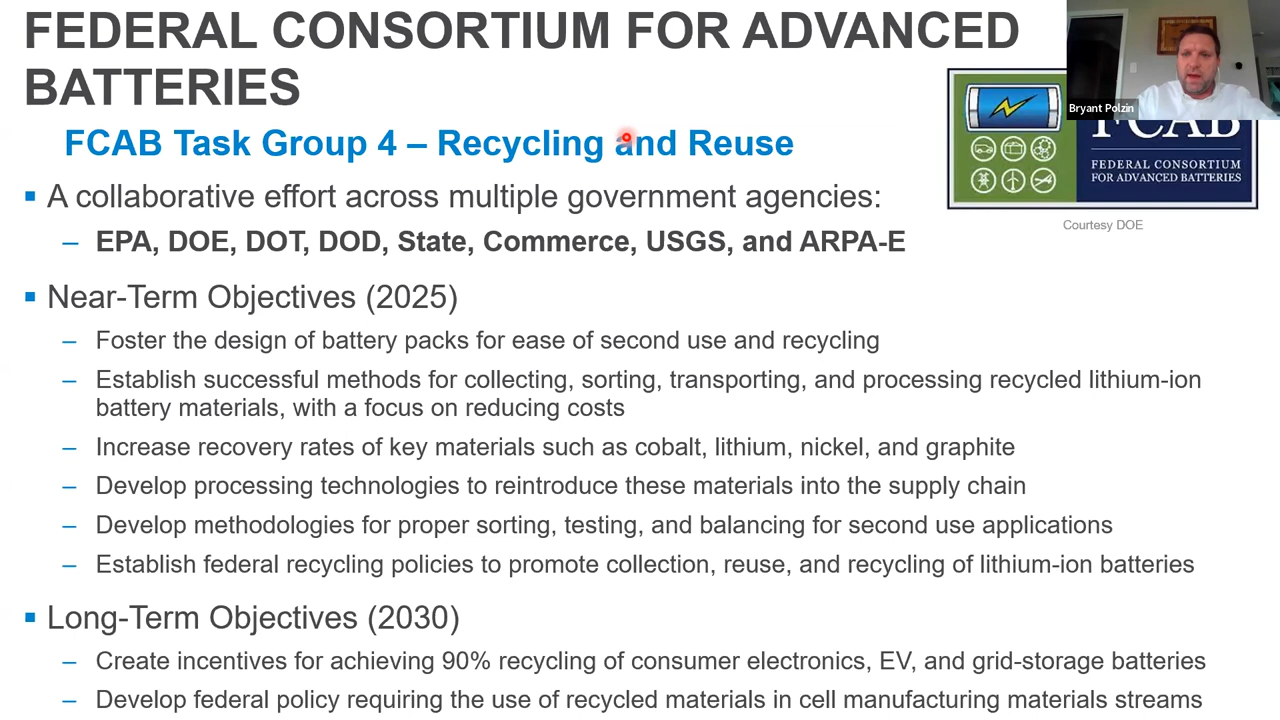 FEDERAL CONSORTIUM FOR ADVANCED
BATTERIES
Bryant Polzin
FCAB
FEDERAL CONSORTIUM
FOR ADVANCED BATTERIES
Courtesy DOE
FCAB Task Group 4 – Recycling and Reuse
▪ A collaborative effort across multiple government agencies:
– EPA, DOE, DOT, DOD, State, Commerce, USGS, and ARPA-E
▪ Near-Term Objectives (2025)
– Foster the design of battery packs for ease of second use and recycling
– Establish successful methods for collecting, sorting, transporting, and processing recycled lithium-ion
battery materials, with a focus on reducing costs
– Increase recovery rates of key materials such as cobalt, lithium, nickel, and graphite
– Develop processing technologies to reintroduce these materials into the supply chain
– Develop methodologies for proper sorting, testing, and balancing for second use applications
– Establish federal recycling policies to promote collection, reuse, and recycling of lithium-ion batteries
▪ Long-Term Objectives (2030)
– Create incentives for achieving 90% recycling of consumer electronics, EV, and grid-storage batteries
– Develop federal policy requiring the use of recycled materials in cell manufacturing materials streams